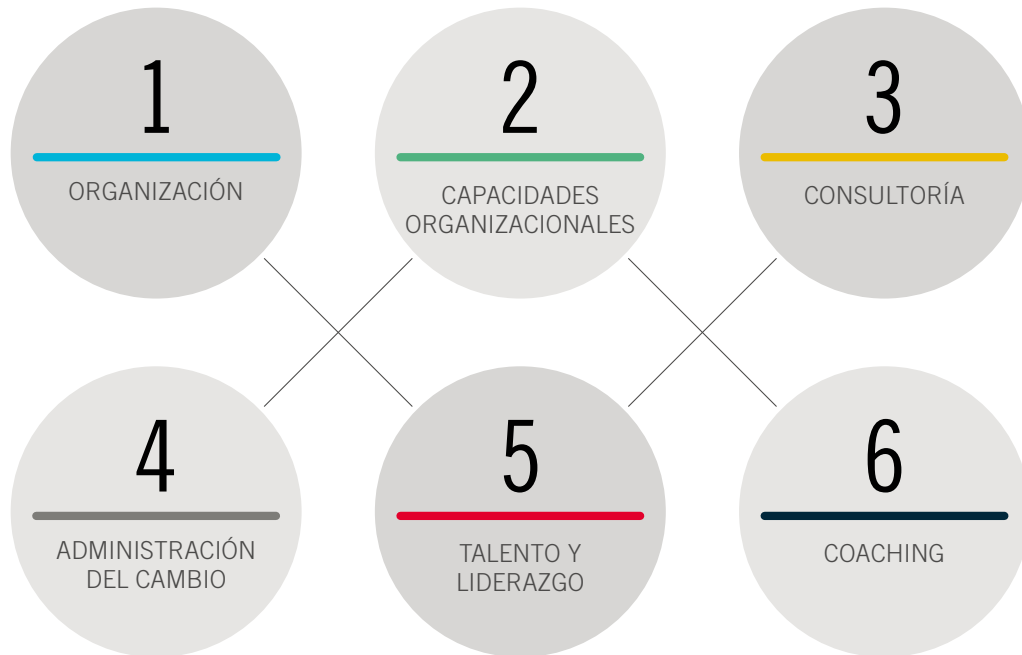 1
ORGANIZACIÓN
2
CAPACIDADES
ORGANIZACIONALES
3
CONSULTORÍA
4
ADMINISTRACIÓN
DEL CAMBIO
5
TALENTO Y
LIDERAZGO
6
COACHING